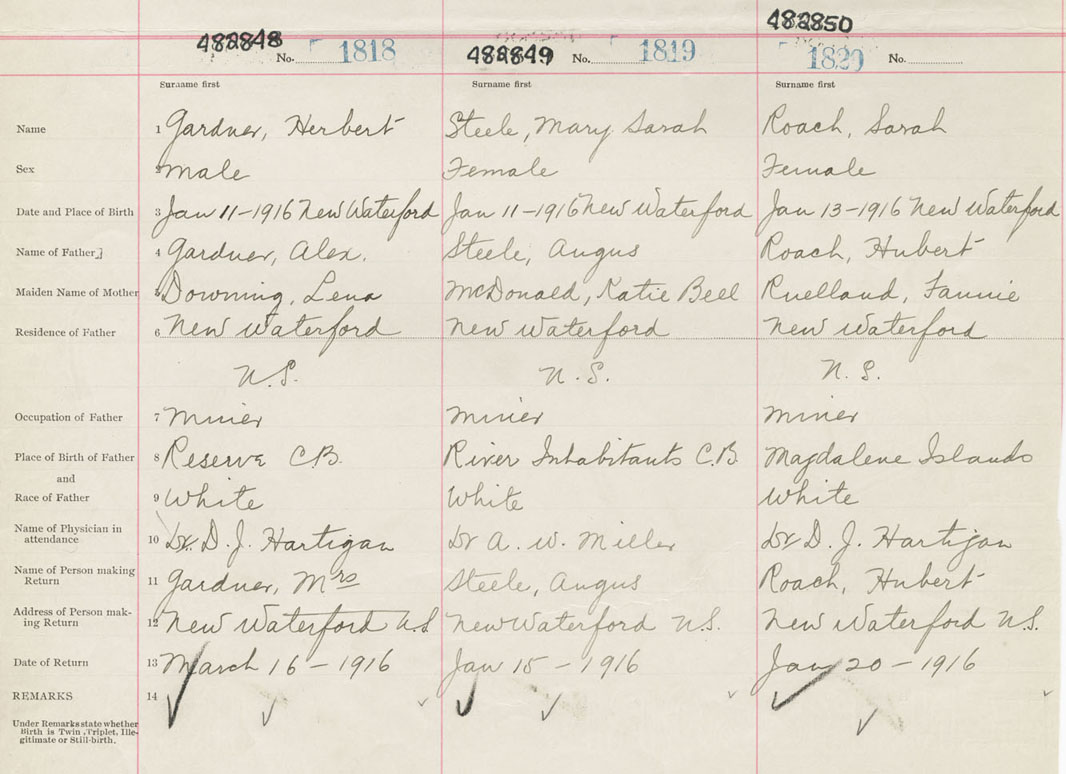 482848 No. 1818 482849 No. 1819 482850 1820 No.
Surname first Surname first Surname first
Name 1 Gardner, Herbert Steele, Mary Sarah Roach, Sarah
Sex 2 Male Female Female
Date and Place of Birth 3 Jan 11-1916 New Waterford Jan 11-1916 New Waterford Jan 13-1916 New Waterford
Name of Father 4 Gardner, Alex. Steele, Angus Roach, Hubert
Maiden Name of Mother 5 Downing, Lena McDonald, Katie Bell Ruelland, Fannie
Residence of Father 6 New Waterford New Waterford New Waterford
N.S. N.S. N.S.
Occupation of Father 7 Miner Miner Miner
Place of Birth of Father 8 Reserve C.B. River Inhabitants C.B Magdalene Islands
and
Race of Father 9 White White White
Name of Physician in
attendance 10 Dr. D. J. Hartigan Dr A. W. Miller Dr D. J. Hartigan
Name of Person making
Return 11 Gardner, Mrs Steele, Angus Roach, Hubert
Address of Person mak-
ing Return 12 New Waterford N.S New Waterford N.S. New Waterford N.S.
Date of Return 13 March 16-1916 Jan 15-1916 Jan 20-1916
REMARKS 14
Under Remarks state whether
Birth is Twin, Triplet, Ille-
gitimate or Still-birth.